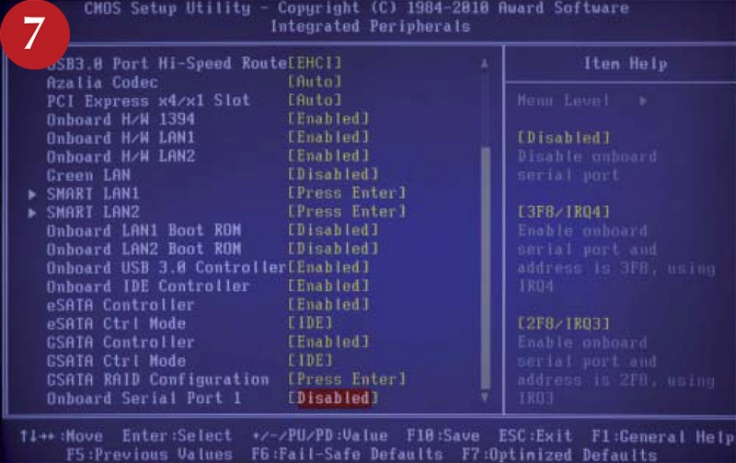 7
CMOS Setup Utility - Copyright (C) 1984-2010 Award Software
Integrated Peripherals
USB3.0 Port Hi-Speed Route[EHCI]
Azalia Codec [Auto]
PCI Express x4/x1 Slot [Auto]
Onboard H/W 1394 [Enabled]
Onboard H/W LAN1 [Enabled]
Onboard H/W LAN2 [Enabled]
Green LAN [Disabled]
▶ SMART LAN1 [Press Enter]
▶ SMART LAN2 [Press Enter]
Onboard LAN1 Boot ROM [Disabled]
Onboard LAN2 Boot ROM [Disabled]
Onboard USB 3.0 Controller[Enabled]
Onboard IDE Controller [Enabled]
eSATA Controller [Enabled]
eSATA Ctrl Mode [IDE]
GSATA Controller [Enabled]
GSATA Ctrl Mode [IDE]
GSATA RAID Configuration [Press Enter]
Onboard Serial Port 1 [Disabled]
Item Help
Menu Level ▶
[Disabled]
Disable onboard
serial port
[3F8/IRQ4]
Enable onboard
serial port and
address is 3F8, using
IRQ4
[2F8/IRQ3]
Enable onboard
serial port and
address is 2F8, using
IRQ3
↑↓→←:Move Enter:Select +/-/PU/PD:Value F10:Save ESC:Exit F1:General Help
F5:Previous Values F6:Fail-Safe Defaults F7:Optimized Defaults